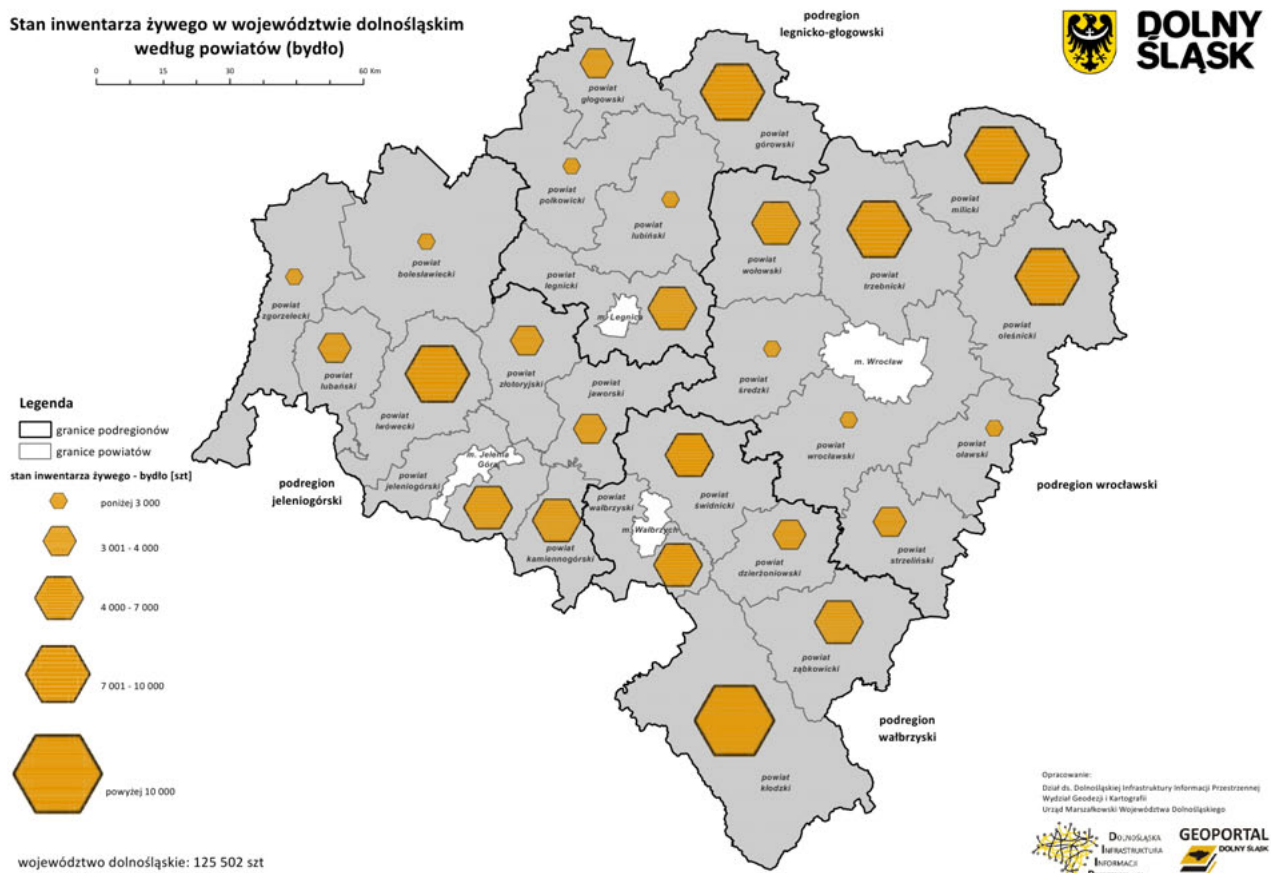 Stan inwentarza żywego w województwie dolnośląskim
według powiatów (bydło)
0 15 30 60 Km
podregion
legnicko-głogowski
DOLNY
ŚLĄSK
powiat
głogowski
powiat
górowski
powiat
milicki
powiat
polkowicki
powiat
lubiński
powiat
wołowski
powiat
trzebnicki
powiat
oleśnicki
powiat
bolesławiecki
powiat
zgorzelecki
powiat
legnicki
m. Legnica
m. Wrocław
powiat
lubański
powiat
lwówecki
powiat
złotoryjski
powiat
jaworski
powiat
średzki
powiat
wrocławski
powiat
oławski
m. Jelenia
Góra
powiat
jeleniogórski
powiat
kamiennogórski
powiat
wałbrzyski
m. Wałbrzych
powiat
świdnicki
powiat
dzierżoniowski
powiat
strzeliński
powiat
ząbkowicki
powiat
kłodzki
podregion
jeleniogórski
podregion wrocławski
podregion
wałbrzyski
Legenda
granice podregionów
granice powiatów
stan inwentarza żywego - bydło [szt]
poniżej 3 000
3 001 - 4 000
4 000 - 7 000
7 001 - 10 000
powyżej 10 000
województwo dolnośląskie: 125 502 szt
Opracowanie:
Dział ds. Dolnośląskiej Infrastruktury Informacji Przestrzennej
Wydział Geodezji i Kartografii
Urząd Marszałkowski Województwa Dolnośląskiego
DOLNOŚLĄSKA
INFRASTRUKTURA
INFORMACJI
GEOPORTAL
DOLNY ŚLĄSK